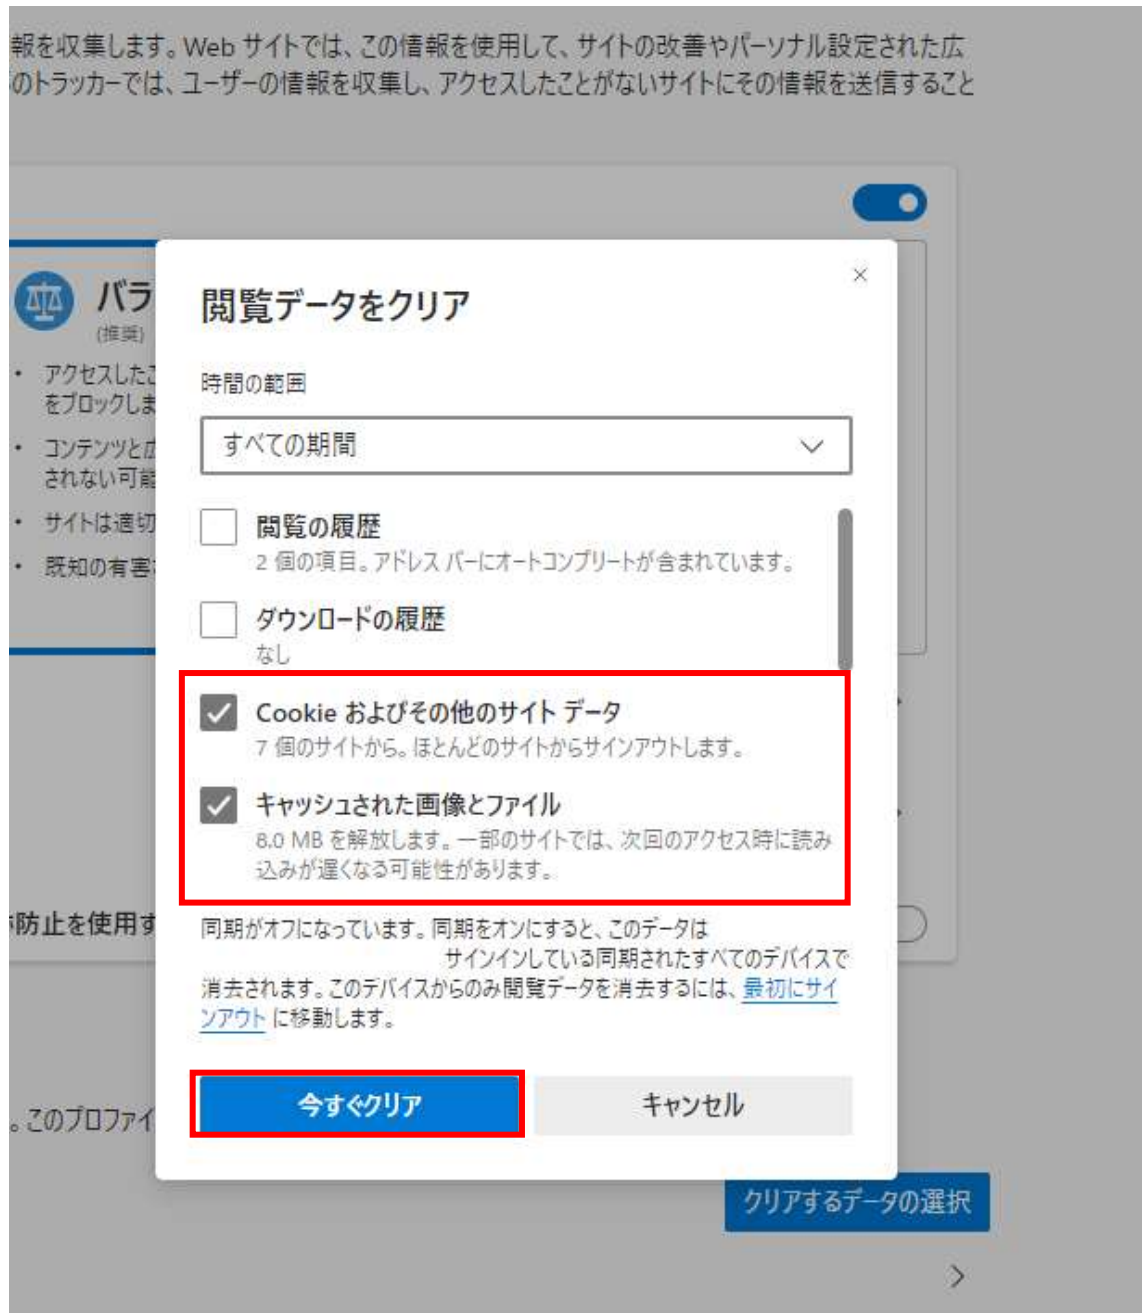 報を収集します。Web サイトでは、この情報を使用して、サイトの改善やパーソナル設定された広
のトラッカーでは、ユーザーの情報を収集し、アクセスしたことがないサイトにその情報を送信すること
バラ
(推奨)
• アクセスしたこ
をブロックしま
• コンテンツと広
されない可能
• サイトは適切
• 既知の有害
閲覧データをクリア
時間の範囲
すべての期間
閲覧の履歴
2 個の項目。アドレス バーにオートコンプリートが含まれています。
ダウンロードの履歴
なし
Cookie およびその他のサイト データ
7 個のサイトから。ほとんどのサイトからサインアウトします。
キャッシュされた画像とファイル
8.0 MB を解放します。一部のサイトでは、次回のアクセス時に読み
込みが遅くなる可能性があります。
同期がオフになっています。同期をオンにすると、このデータは
サインインしている同期されたすべてのデバイスで
消去されます。このデバイスからのみ閲覧データを消去するには、最初にサイ
ンアウト に移動します。
防止を使用す
今すぐクリア
キャンセル
。このプロファイ
クリアするデータの選択